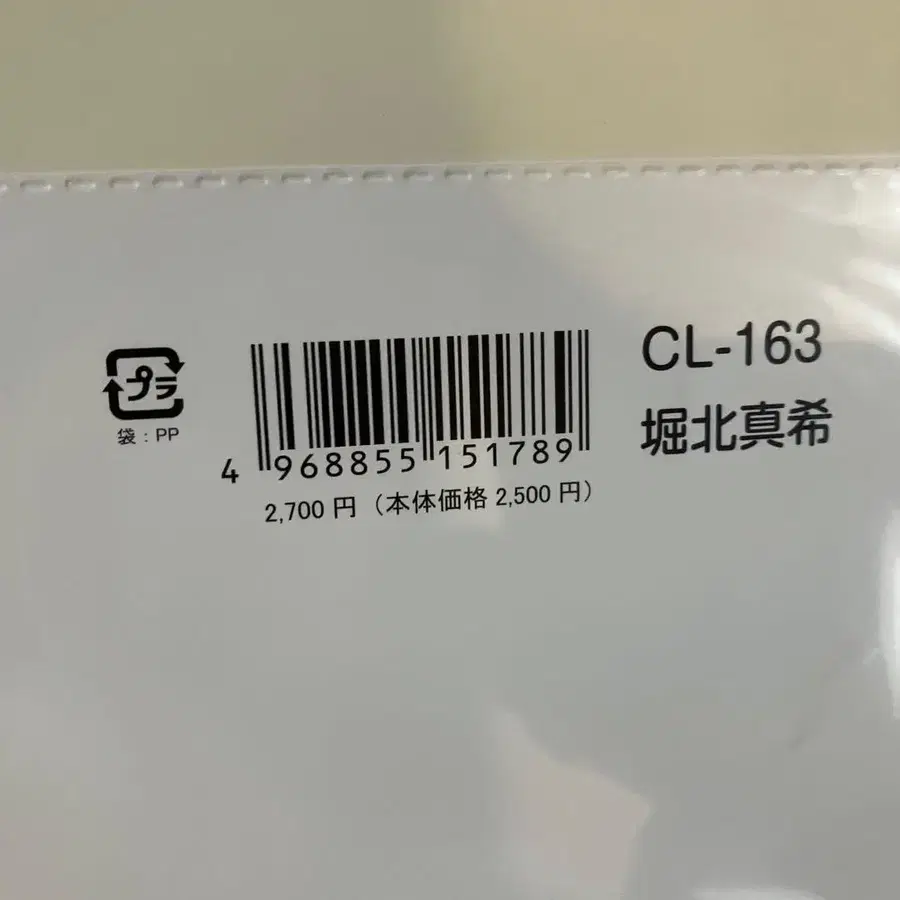 プラ
袋：PP
4 968855 151789
2,700 円（本体価格 2,500 円）
CL-163
堀北真希